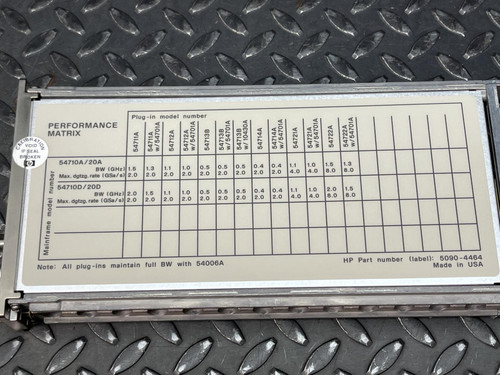 PERFORMANCE
MATRIX
Plug-in model number
54711A
54711A
w/54701A
54712A
54712A
w/54701A
54713B
54713B
w/54701A
54713B
w/10430A
54714A
54714A
w/54701A
54721A
54721A
w/54701A
54722A
54722A
w/54701A
CALIBRATION
VOID
IF SEAL
BROKEN
hp
Mainframe model number
54710A/20A
BW (GHz) 1.5 1.3 1.1 1.0 0.5 0.5 0.5 0.4 0.4 1.1 1.0 1.5 1.3
Max. dgtzg. rate (GSa/s) 2.0 2.0 2.0 2.0 2.0 2.0 2.0 2.0 2.0 4.0 4.0 8.0 8.0
54710D/20D
BW (GHz) 2.0 1.5 1.1 1.0 0.5 0.5 0.5 0.4 0.4 1.1 1.0 2.0 1.5
Max. dgtzg. rate (GSa/s) 2.0 2.0 2.0 2.0 2.0 2.0 2.0 2.0 2.0 4.0 4.0 8.0 8.0
Note: All plug-ins maintain full BW with 54006A
HP Part number (label): 5090-4464
Made in USA